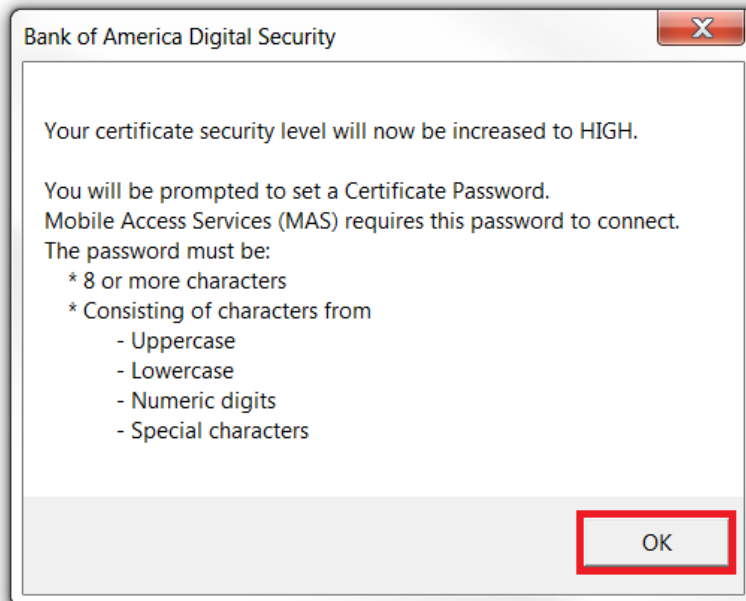 Bank of America Digital Security
X
Your certificate security level will now be increased to HIGH.
You will be prompted to set a Certificate Password.
Mobile Access Services (MAS) requires this password to connect.
The password must be:
* 8 or more characters
* Consisting of characters from
- Uppercase
- Lowercase
- Numeric digits
- Special characters
OK